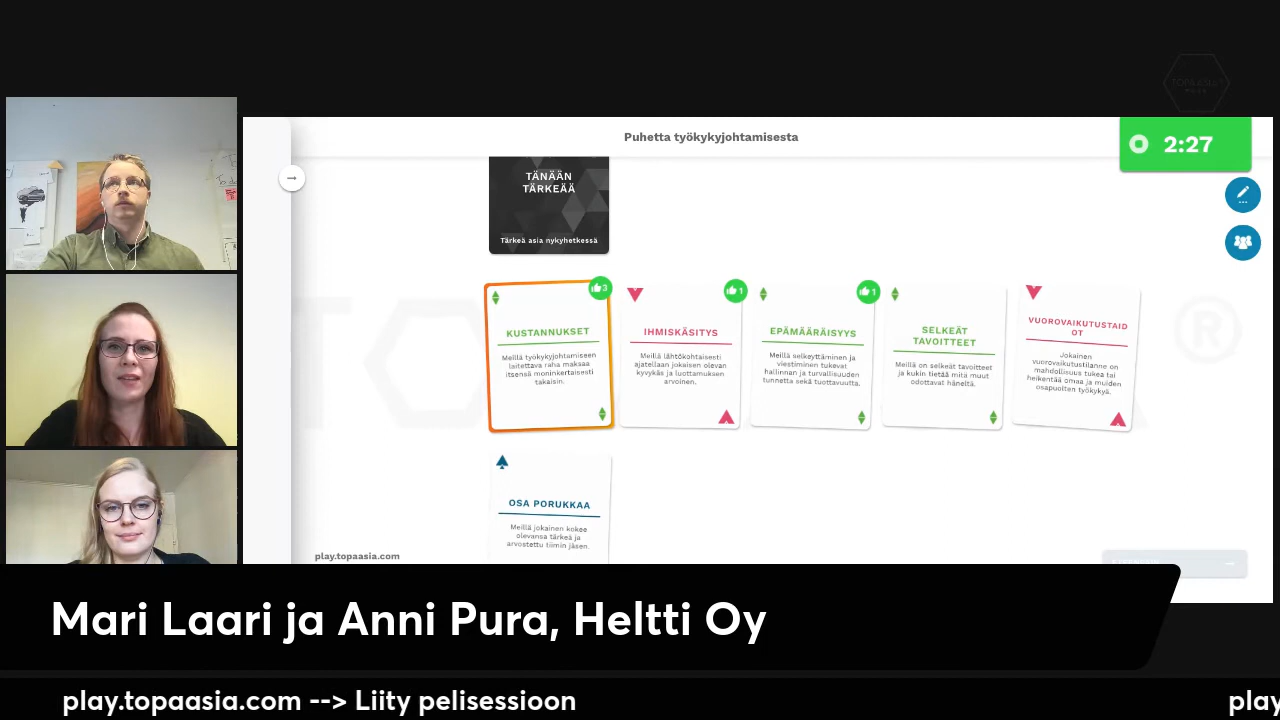 TOPAASIA®
Puhetta työkykyjohtamisesta
2:27
TÄNÄÄN
TÄRKEÄÄ
Tärkeä asia nykyhetkessä
3
KUSTANNUKSET
Meillä työkykyjohtamiseen
laitettava raha maksaa
itsensä moninkertaisesti
takaisin.
1
IHMISKÄSITYS
Meillä lähtökohtaisesti
ajatellaan jokaisen olevan
kyvykäs ja luottamuksen
arvoinen.
1
EPÄMÄÄRÄISYYS
Meillä selkeyttäminen ja
viestiminen tukevat
hallinnan ja turvallisuuden
tunnetta sekä tuottavuutta.
SELKEÄT
TAVOITTEET
Meillä on selkeät tavoitteet
ja kukin tietää mitä muut
odottavat häneltä.
VUOROVAIKUTUSTAID
OT
Jokainen
vuorovaikutustilanne on
mahdollisuus tukea tai
heikentää omaa ja muiden
osapuolten työkykyä.
OSA PORUKKAA
Meillä jokainen kokee
olevansa tärkeä ja
arvostettu tiimin jäsen.
play.topaasia.com
Mari Laari ja Anni Pura, Heltti Oy
play.topaasia.com --> Liity pelisessioon
play